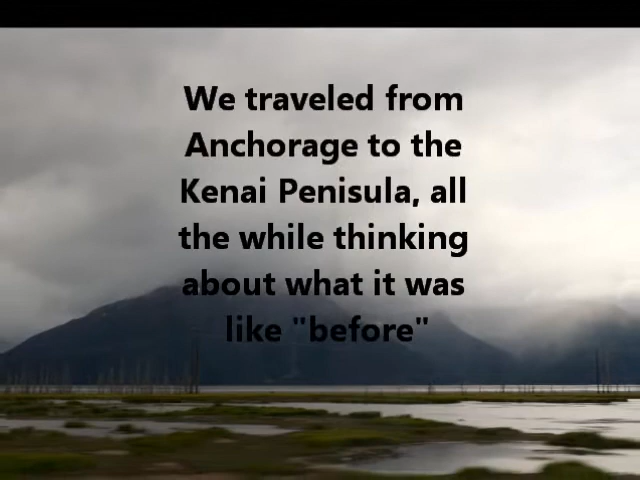 We traveled from
Anchorage to the
Kenai Penisula, all
the while thinking
about what it was
like "before"